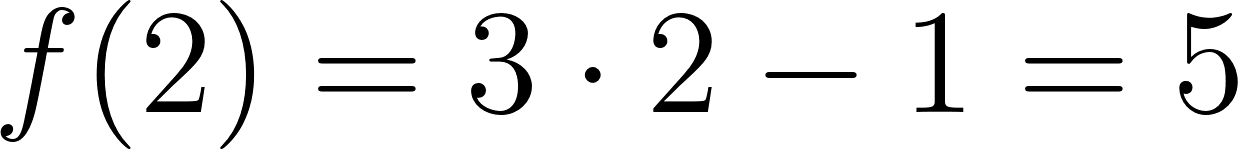 f(2) = 3 · 2 − 1 = 5